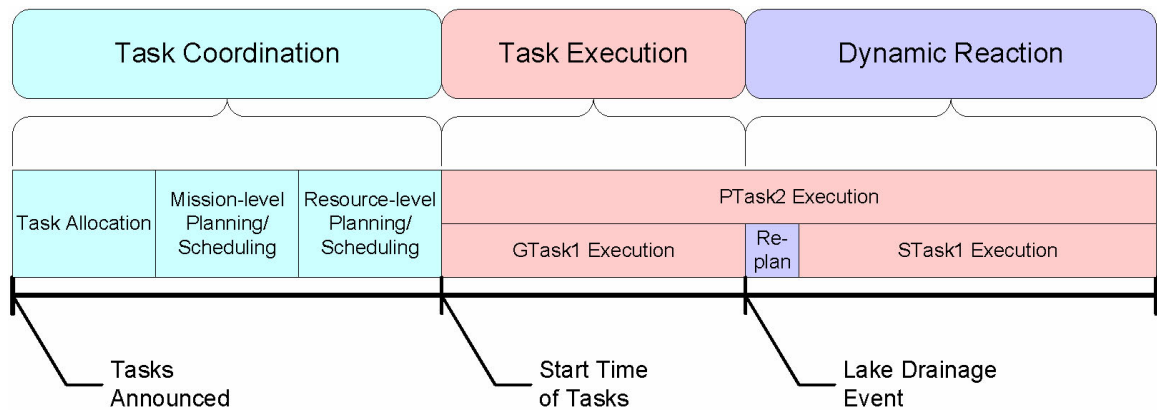 Task Coordination
Task Execution
Dynamic Reaction
Task Allocation
Mission-level
Planning/
Scheduling
Resource-level
Planning/
Scheduling
PTask2 Execution
GTask1 Execution
Re-
plan
STask1 Execution
Tasks
Announced
Start Time
of Tasks
Lake Drainage
Event